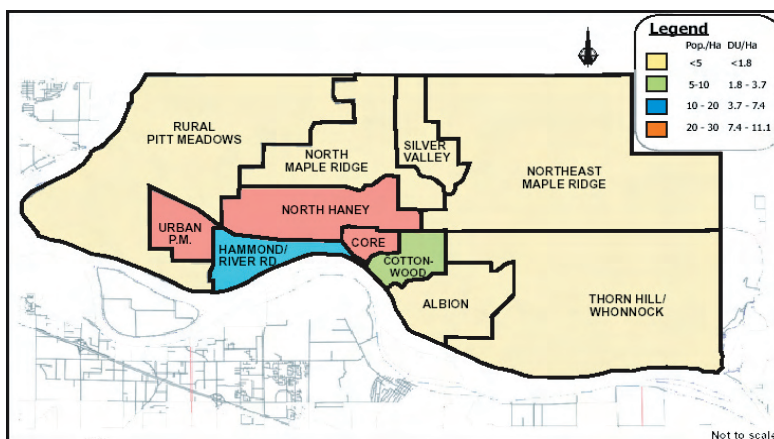 Legend
Pop./Ha DU/Ha
<5 <1.8
5-10 1.8 - 3.7
10 - 20 3.7 - 7.4
20 - 30 7.4 - 11.1
RURAL
PITT MEADOWS
NORTH
MAPLE RIDGE
SILVER
VALLEY
NORTHEAST
MAPLE RIDGE
URBAN
P.M.
NORTH HANEY
HAMMOND/
RIVER RD
CORE
COTTON-
WOOD
ALBION
THORN HILL/
WHONNOCK
Not to scale